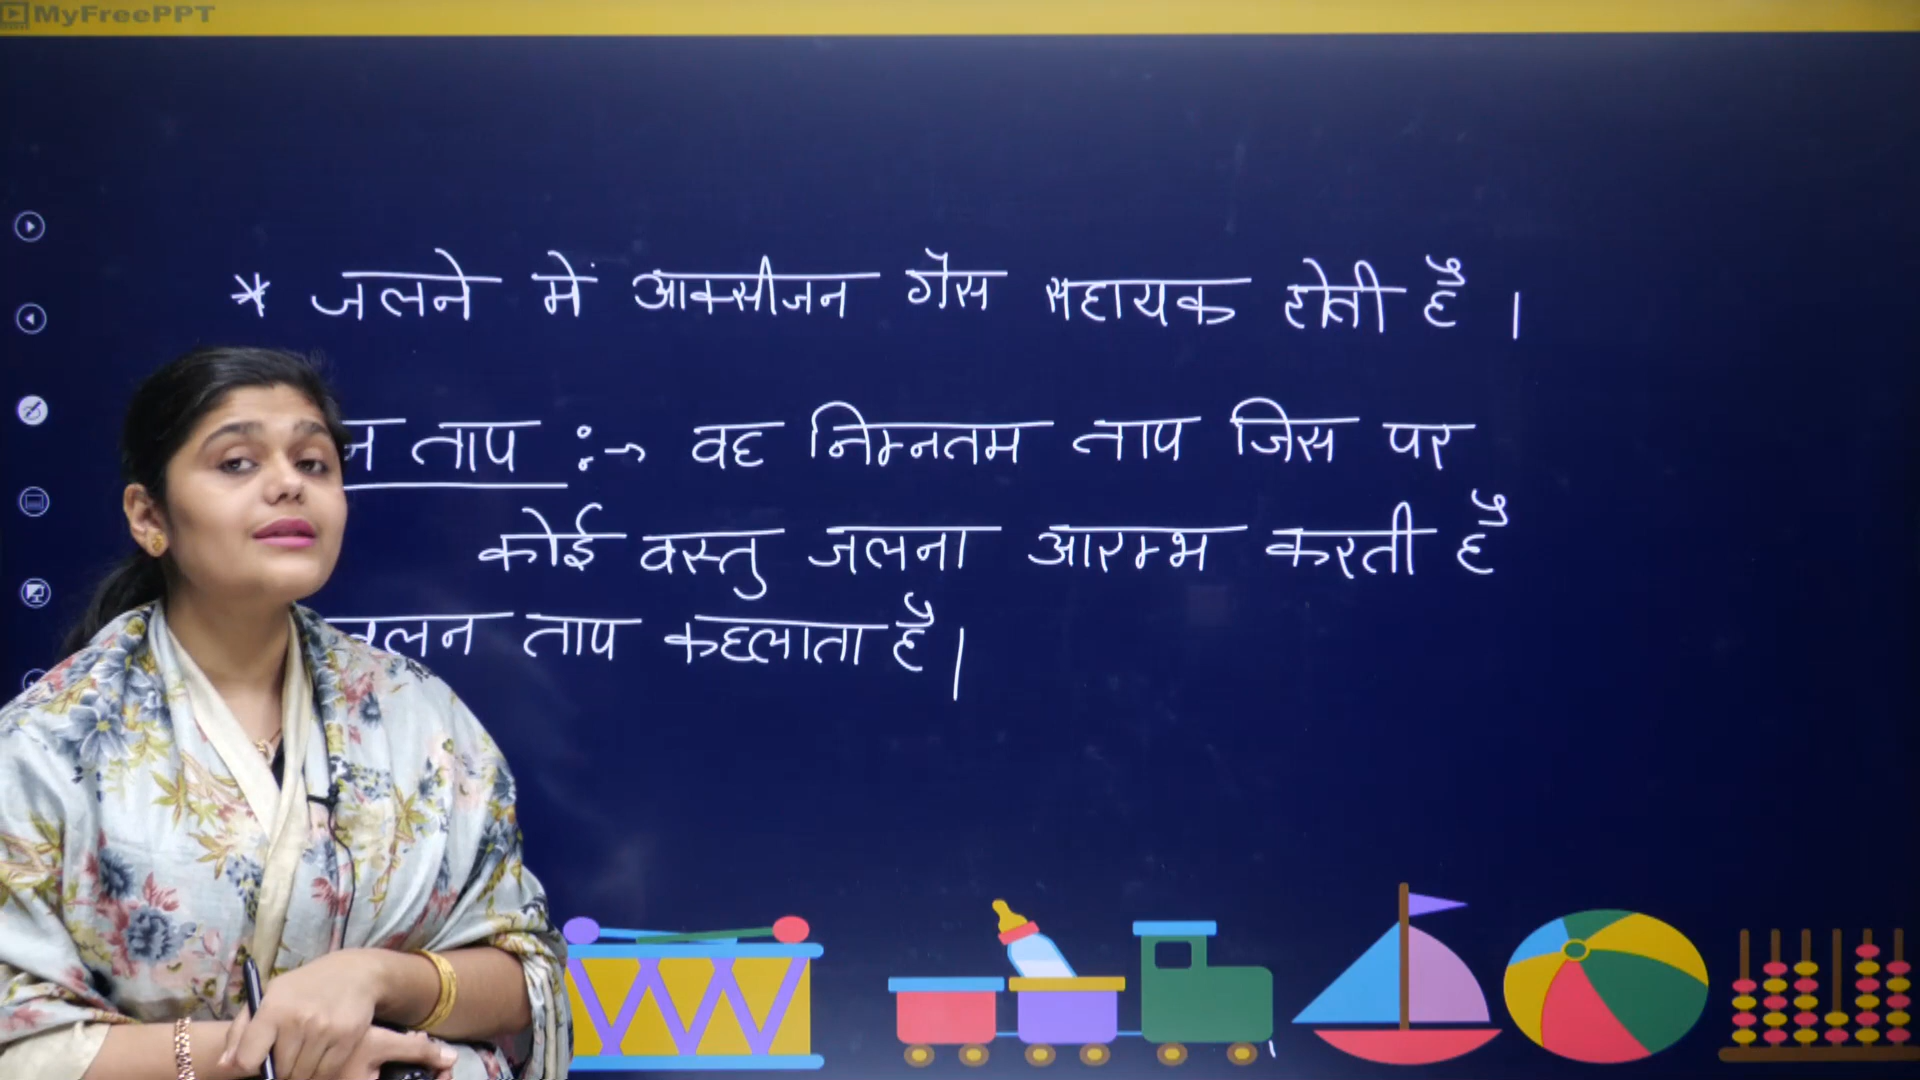 MyFreePPT
* जलने में आक्सीजन गैस सहायक होती है ।
ताप :→ वह निम्नतम ताप जिस पर
कोई वस्तु जलना आरम्भ करती है
ताप कहलाता है।